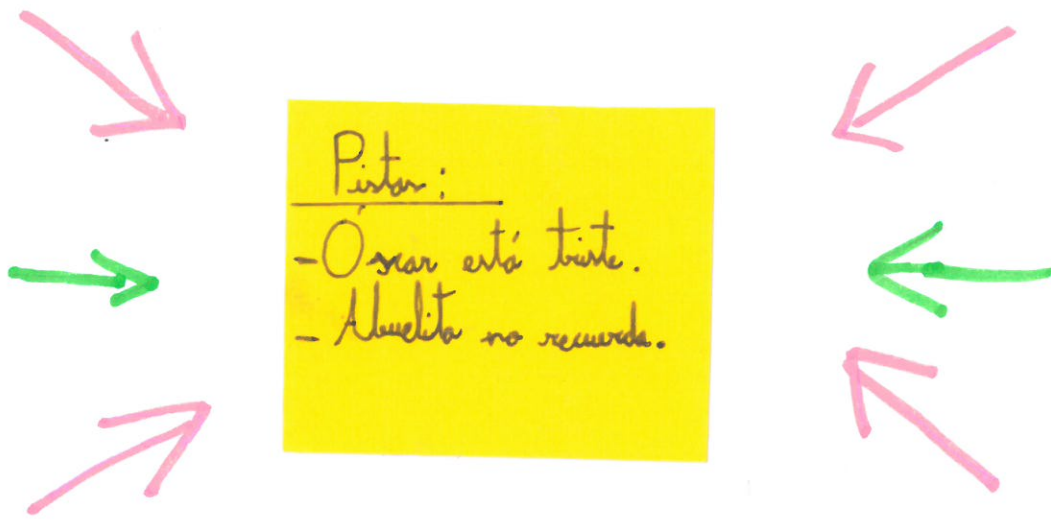 Pistas:
- Óscar está triste.
- Abuelita no recuerda.